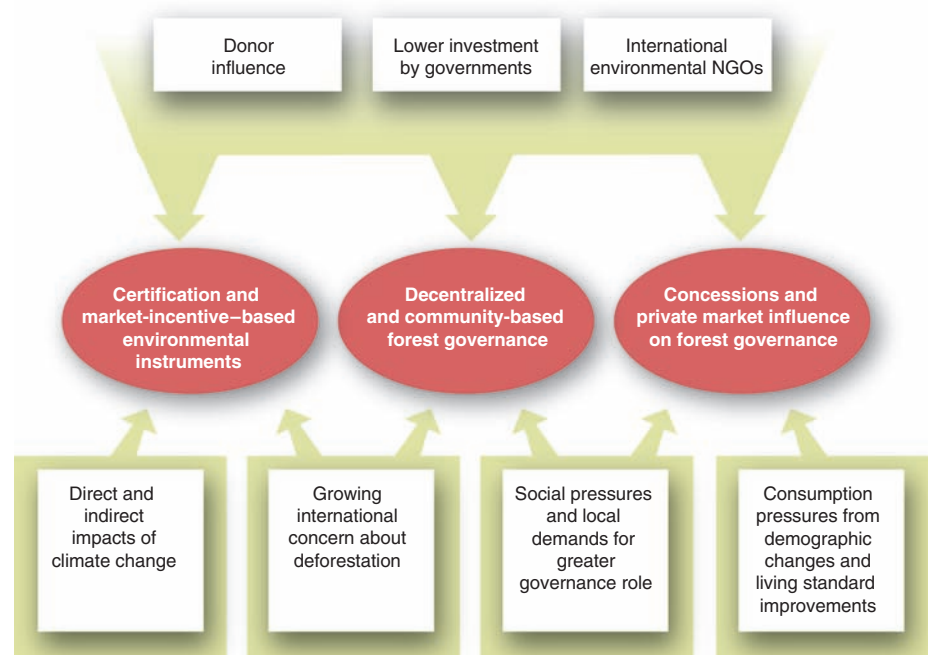 Donor
influence
Lower investment
by governments
International
environmental NGOs
Certification and
market-incentive–based
environmental
instruments
Decentralized
and community-based
forest governance
Concessions and
private market influence
on forest governance
Direct and
indirect
impacts of
climate change
Growing
international
concern about
deforestation
Social pressures
and local
demands for
greater
governance role
Consumption
pressures from
demographic
changes and
living standard
improvements